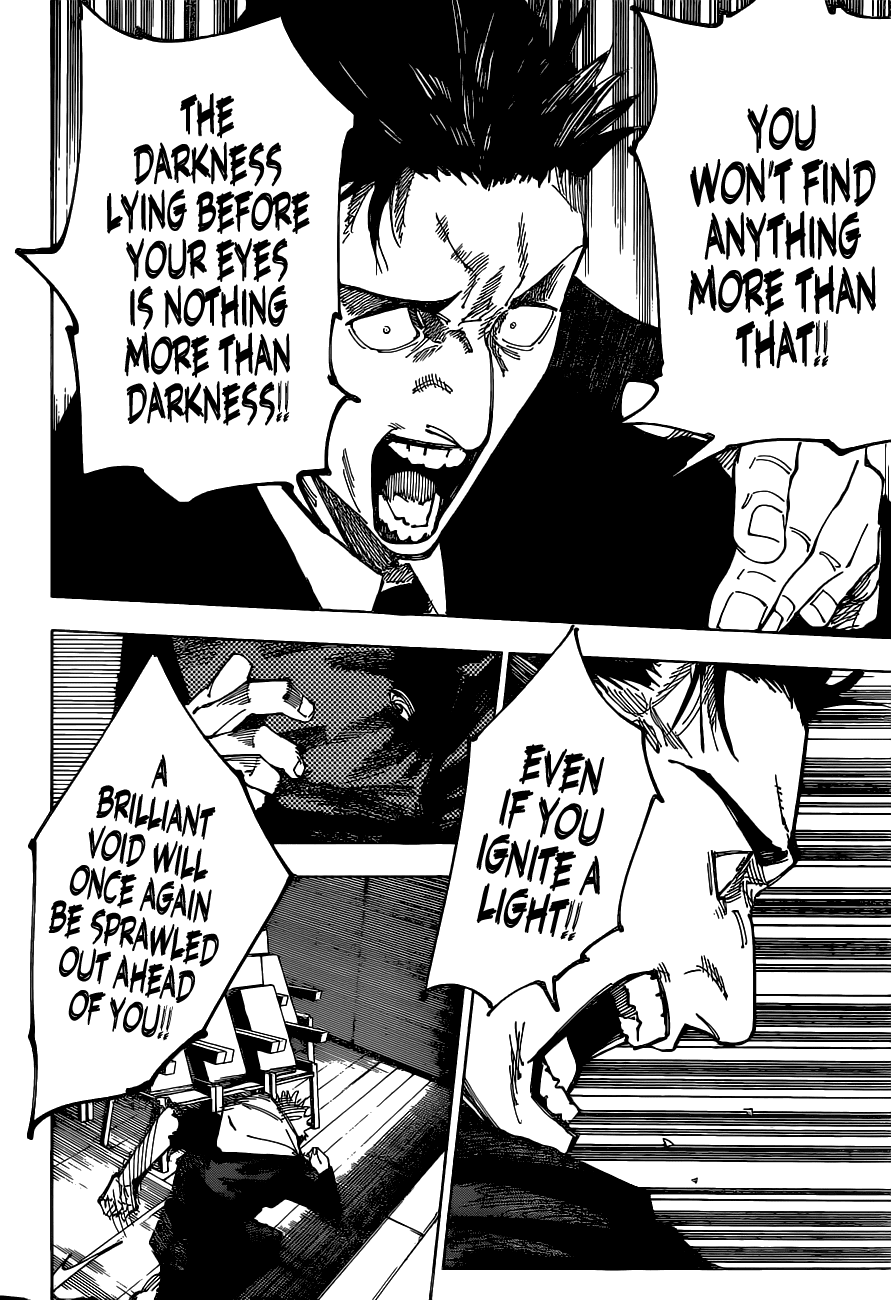 YOU
WON'T FIND
ANYTHING
MORE THAN
THAT!!
THE
DARKNESS
LYING BEFORE
YOUR EYES
IS NOTHING
MORE THAN
DARKNESS!!
EVEN
IF YOU
IGNITE A
LIGHT!!
A
BRILLIANT
VOID WILL
ONCE AGAIN
BE SPRAWLED
OUT AHEAD
OF YOU!!